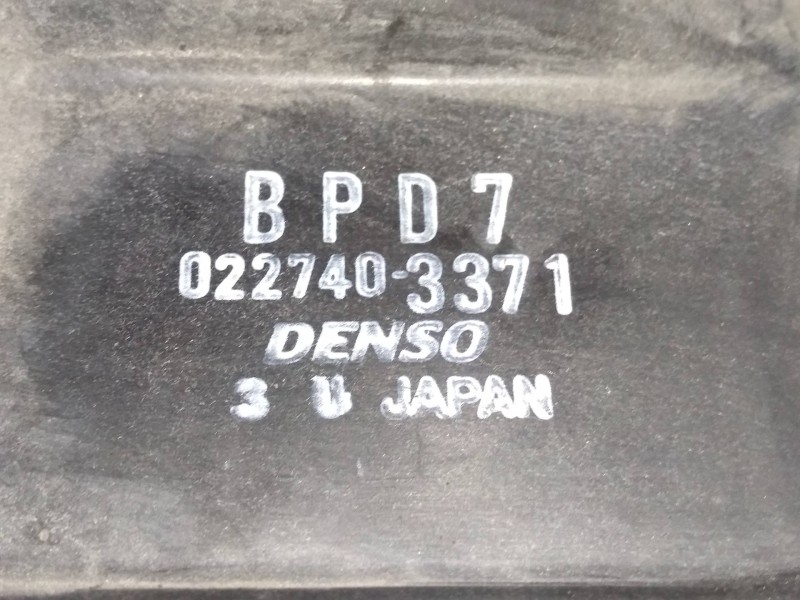 BPD7
022740-3371
DENSO
3 U JAPAN